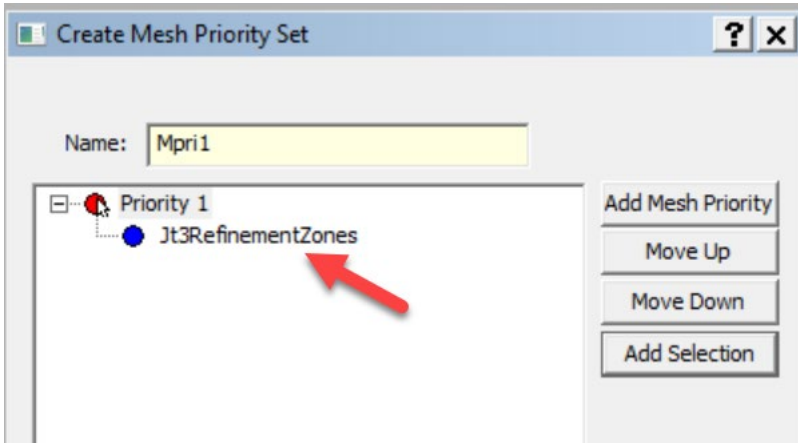 Create Mesh Priority Set
? ×
Name: Mpri1
Priority 1
Jt3RefinementZones
Add Mesh Priority
Move Up
Move Down
Add Selection